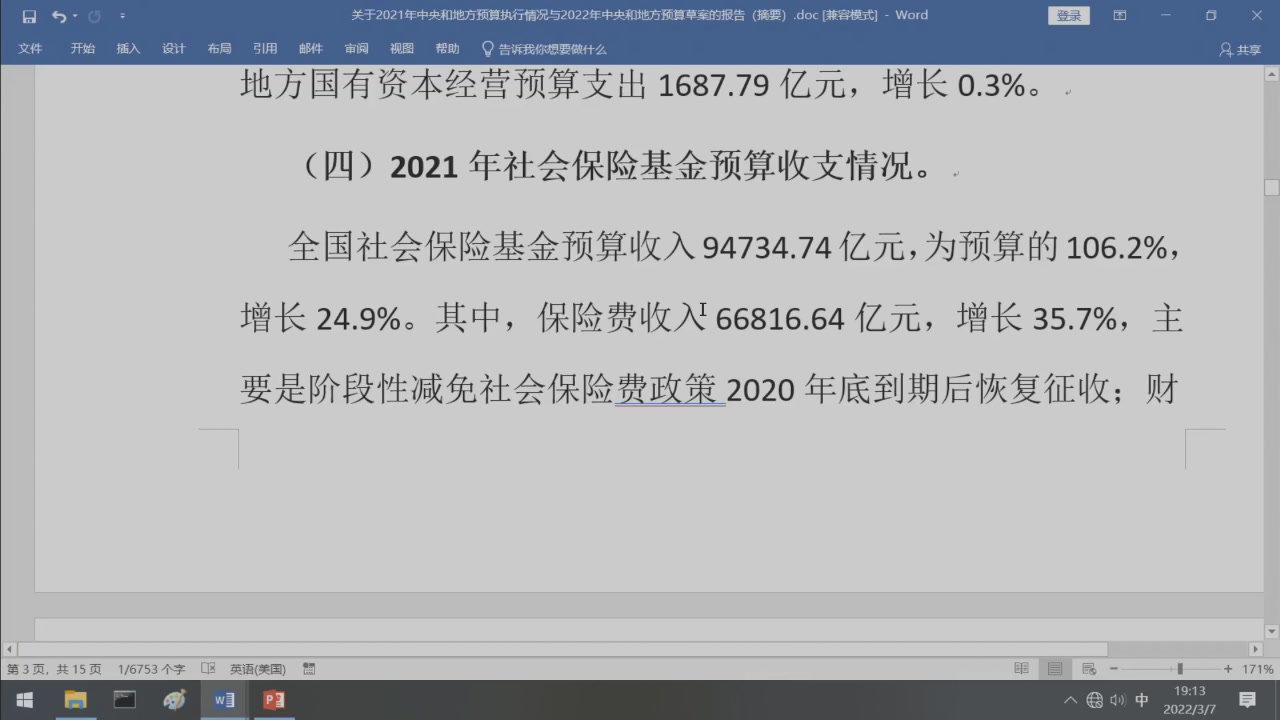 关于2021年中央和地方预算执行情况与2022年中央和地方预算草案的报告（摘要）.doc [兼容模式] - Word
登录
文件 开始 插入 设计 布局 引用 邮件 审阅 视图 帮助 告诉我你想要做什么 共享
地方国有资本经营预算支出 1687.79 亿元，增长 0.3%。
（四）2021 年社会保险基金预算收支情况。
全国社会保险基金预算收入 94734.74 亿元，为预算的 106.2%，
增长 24.9%。其中，保险费收入 66816.64 亿元，增长 35.7%，主
要是阶段性减免社会保险费政策 2020 年底到期后恢复征收；财
第 3 页，共 15 页 1/6753 个字 英语(美国) 171%
中 19:13
2022/3/7